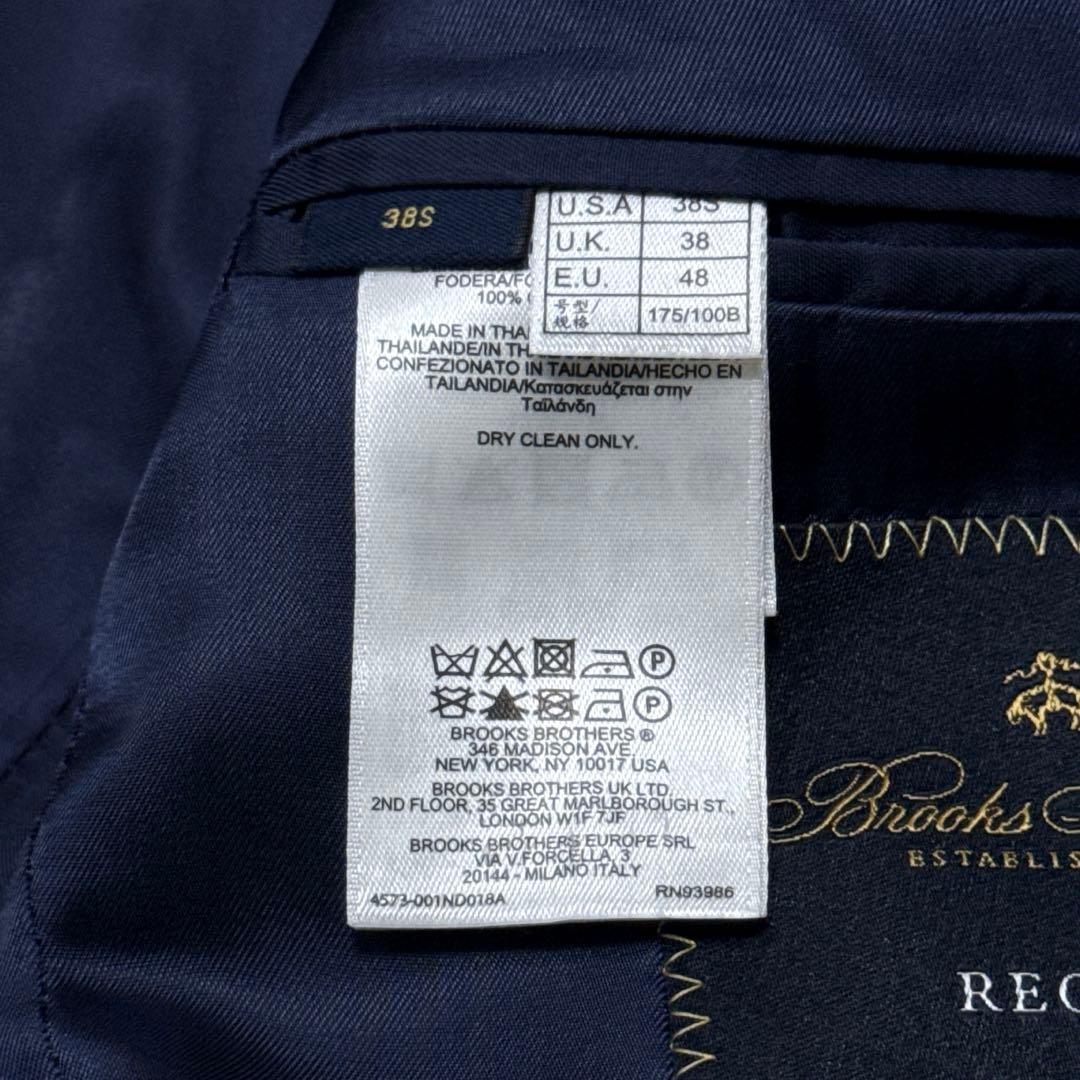 38S
U.S.A 38S
U.K. 38
E.U. 48
号型/ 175/100B
规格
FODERA/FO
100%
MADE IN THA
THAILANDE/IN TH
CONFEZIONATO IN TAILANDIA/HECHO EN
TAILANDIA/Κατασκευάζεται στην
Ταϊλάνδη
DRY CLEAN ONLY.
P
P
BROOKS BROTHERS ®
346 MADISON AVE.
NEW YORK, NY 10017 USA
BROOKS BROTHERS UK LTD.
2ND FLOOR, 35 GREAT MARLBOROUGH ST.,
LONDON W1F 7JF
BROOKS BROTHERS EUROPE SRL
VIA V.FORCELLA, 3
20144 - MILANO ITALY
4573-001ND018A RN93986
Brooks
ESTABLIS
REG